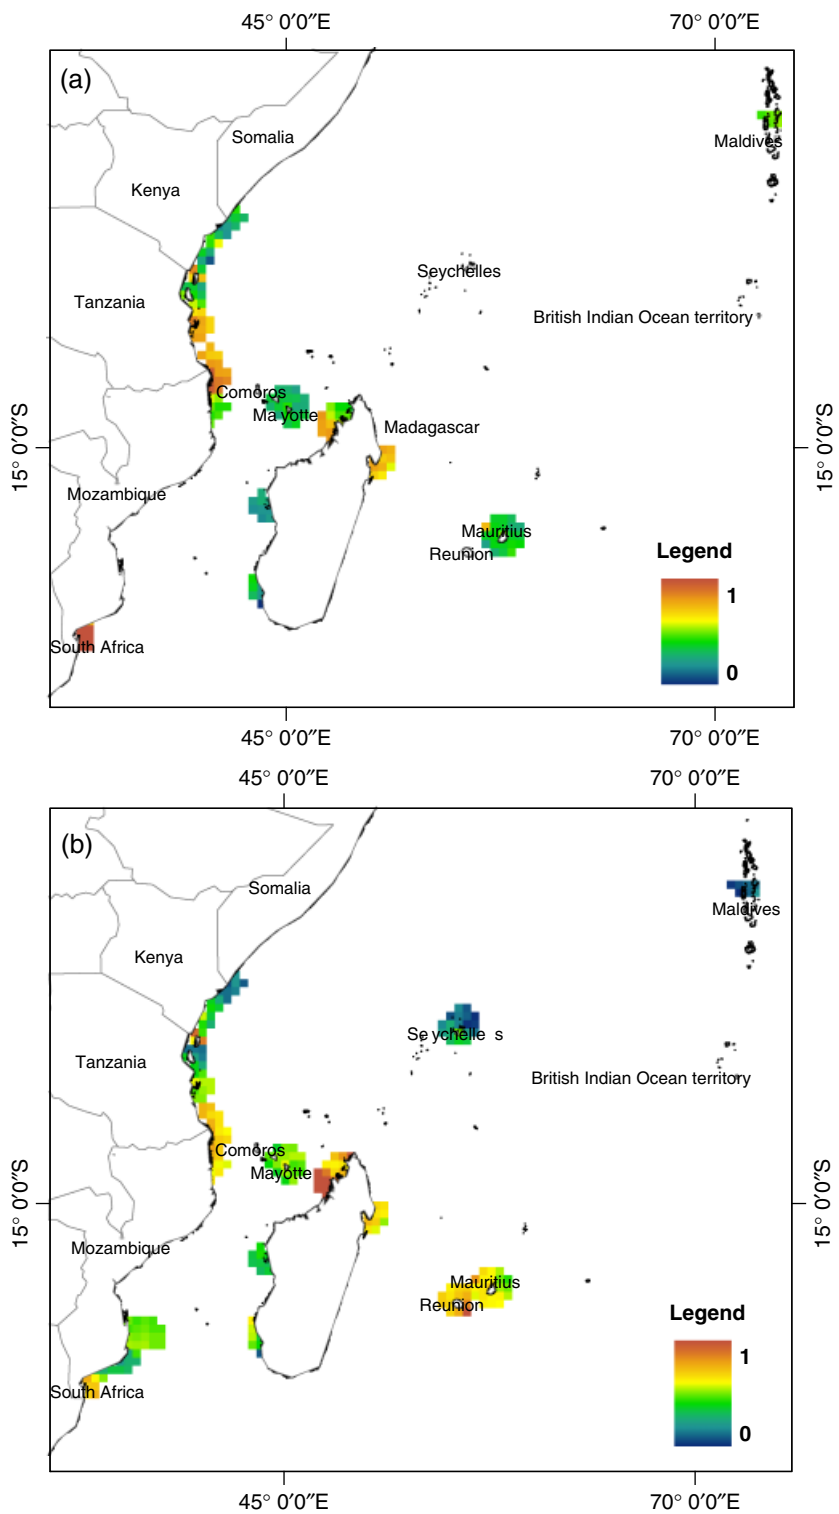 45° 0′0″E 70° 0′0″E
(a)
Somalia
Maldives
Kenya
Seychelles
Tanzania
British Indian Ocean territory
Comoros
Ma yotte
Madagascar
15° 0′0″S 15° 0′0″S
Mozambique
Mauritius
Reunion
Legend
1
0
South Africa
45° 0′0″E 70° 0′0″E
45° 0′0″E 70° 0′0″E
(b)
Somalia
Maldives
Kenya
Se ychelle s
Tanzania
British Indian Ocean territory
Comoros
Mayotte
15° 0′0″S 15° 0′0″S
Mozambique
Mauritius
Reunion
Legend
1
0
South Africa
45° 0′0″E 70° 0′0″E